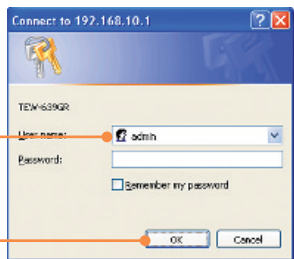 Connect to 192.168.10.1
TEW-639GR
User name:
admin
Password:
Remember my password
OK
Cancel